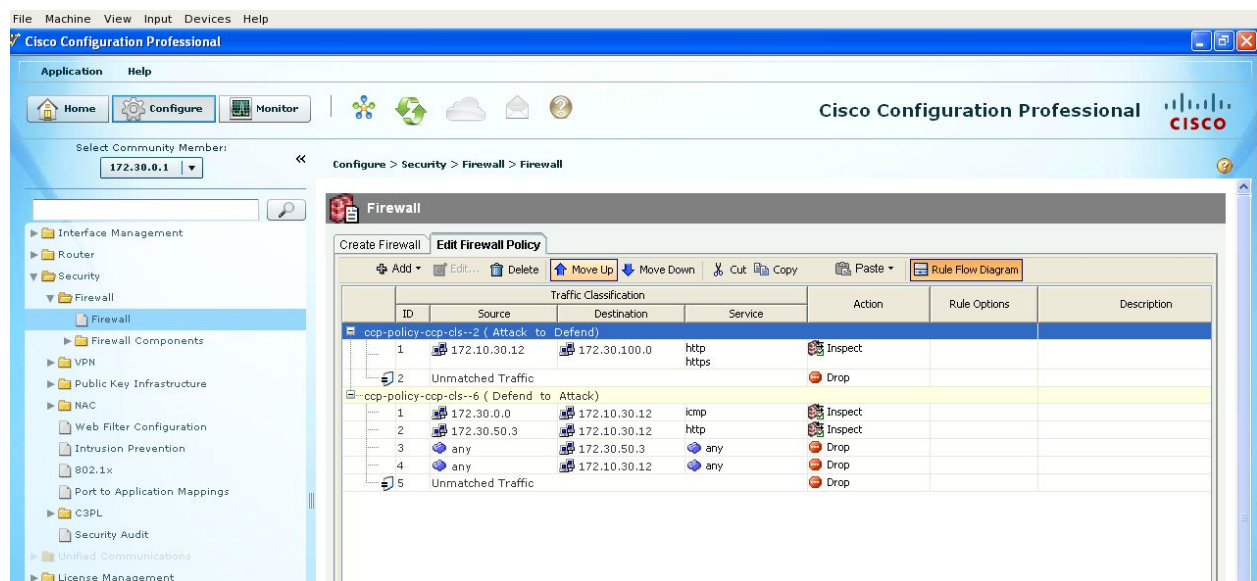 File Machine View Input Devices Help
Cisco Configuration Professional
Application Help
Home Configure Monitor
Cisco Configuration Professional
CISCO
Select Community Member:
172.30.0.1
«
Configure > Security > Firewall > Firewall
Interface Management
Router
Security
Firewall
Firewall
Firewall Components
VPN
Public Key Infrastructure
NAC
Web Filter Configuration
Intrusion Prevention
802.1x
Port to Application Mappings
C3PL
Security Audit
Unified Communications
License Management
Firewall
Create Firewall Edit Firewall Policy
Add Edit... Delete Move Up Move Down Cut Copy Paste Rule Flow Diagram
Traffic Classification Action Rule Options Description
ID Source Destination Service
ccp-policy-ccp-cls--2 ( Attack to Defend)
1 172.10.30.12 172.30.100.0 http Inspect
https
2 Unmatched Traffic Drop
ccp-policy-ccp-cls--6 ( Defend to Attack)
1 172.30.0.0 172.10.30.12 icmp Inspect
2 172.30.50.3 172.10.30.12 http Inspect
3 any 172.30.50.3 any Drop
4 any 172.10.30.12 any Drop
5 Unmatched Traffic Drop